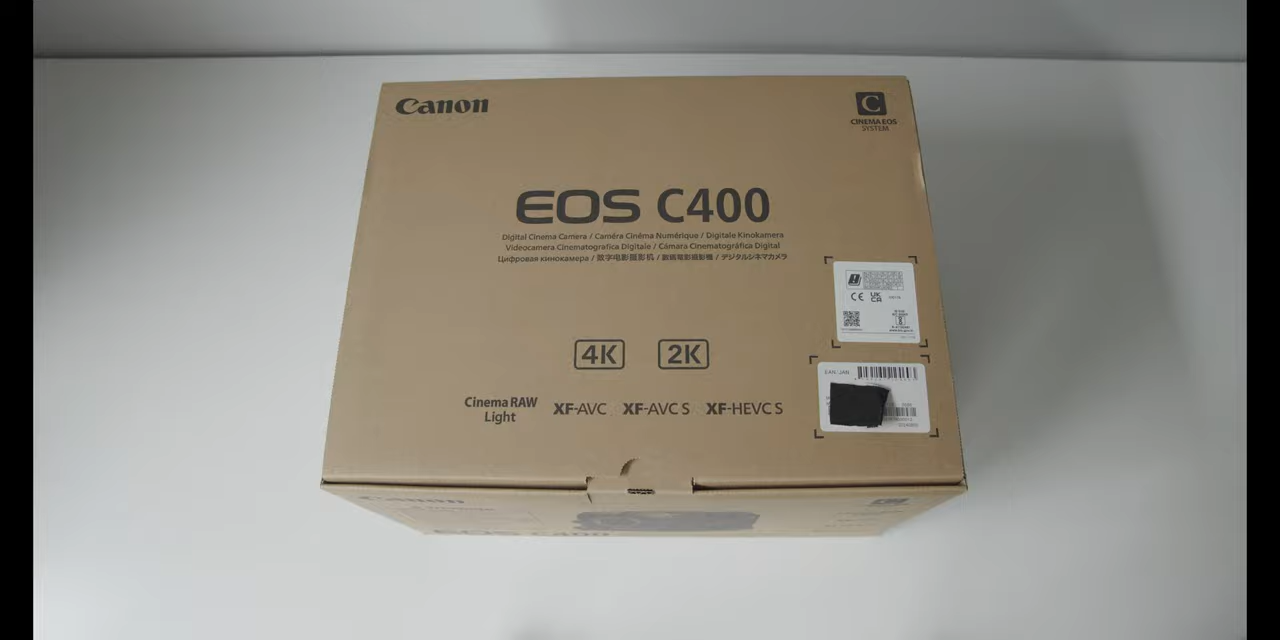 Canon
C
CINEMA EOS
SYSTEM
EOS C400
Digital Cinema Camera / Caméra Cinéma Numérique / Digitale Kinokamera
Videocamera Cinematografica Digitale / Cámara Cinematográfica Digital
Цифровая кинокамера / 数字电影摄影机 / 數碼電影攝影機 / デジタルシネマカメラ
CE
UK
CA
4K 2K
EAN / JAN
Cinema RAW
Light
XF-AVC XF-AVC S XF-HEVC S
Canon
EOS C400